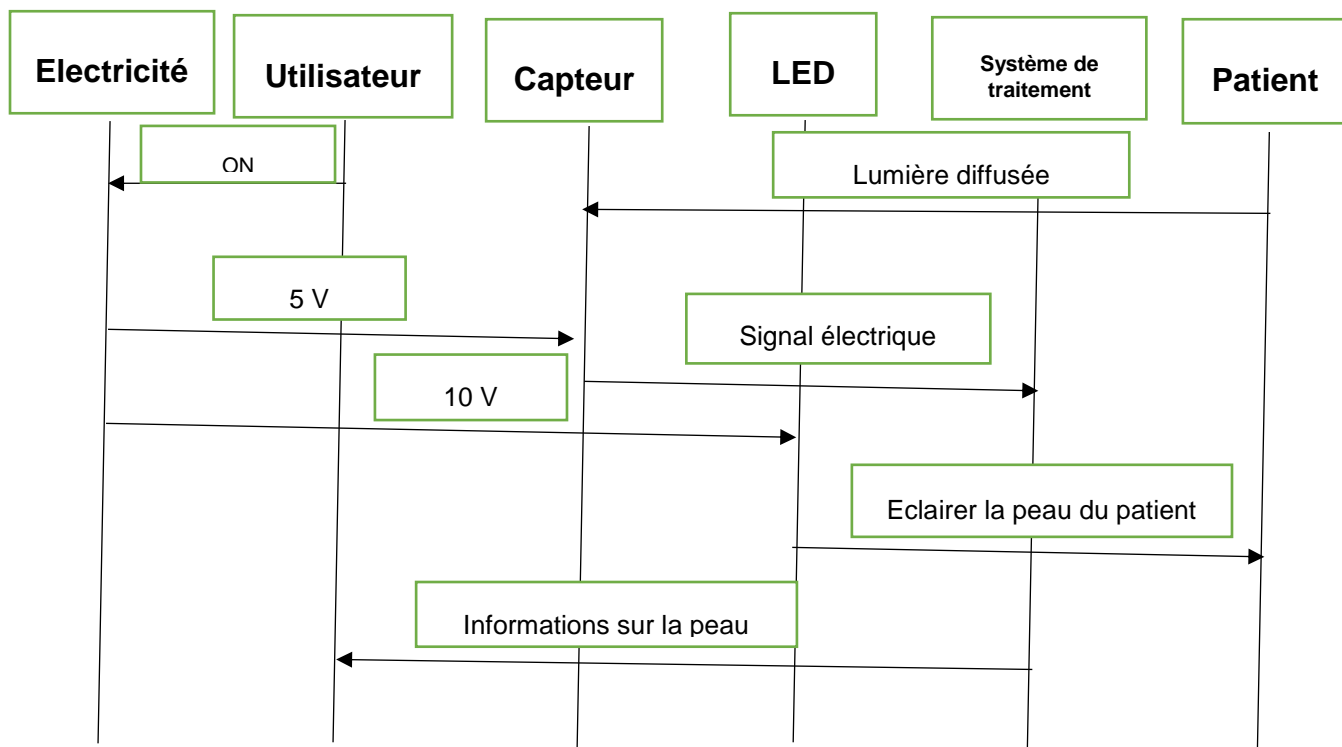 Electricité
Utilisateur
Capteur
LED
Système de
traitement
Patient
ON
Lumière diffusée
5 V
Signal électrique
10 V
Eclairer la peau du patient
Informations sur la peau